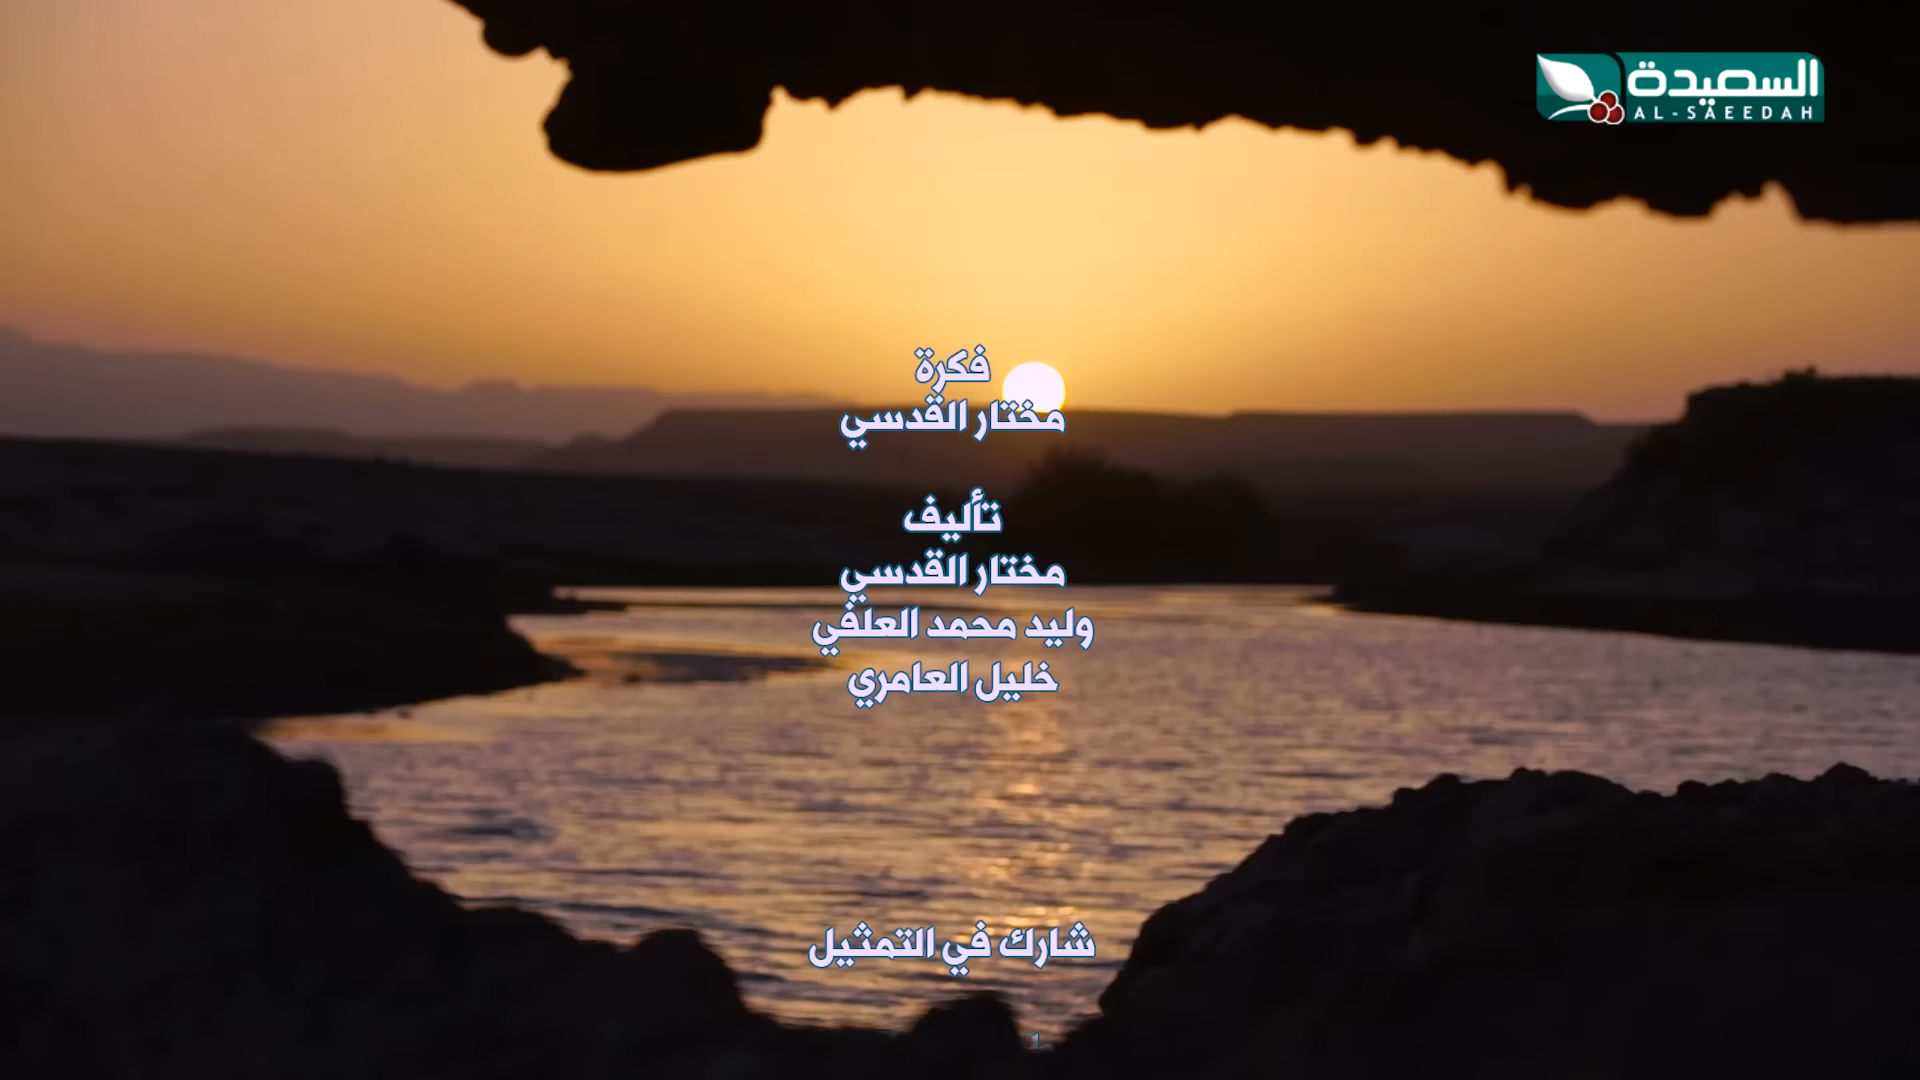 السعيدة
AL-SAEEDAH
فكرة
مختار القدسي
تأليف
مختار القدسي
وليد محمد العلفي
خليل العامري
شارك في التمثيل